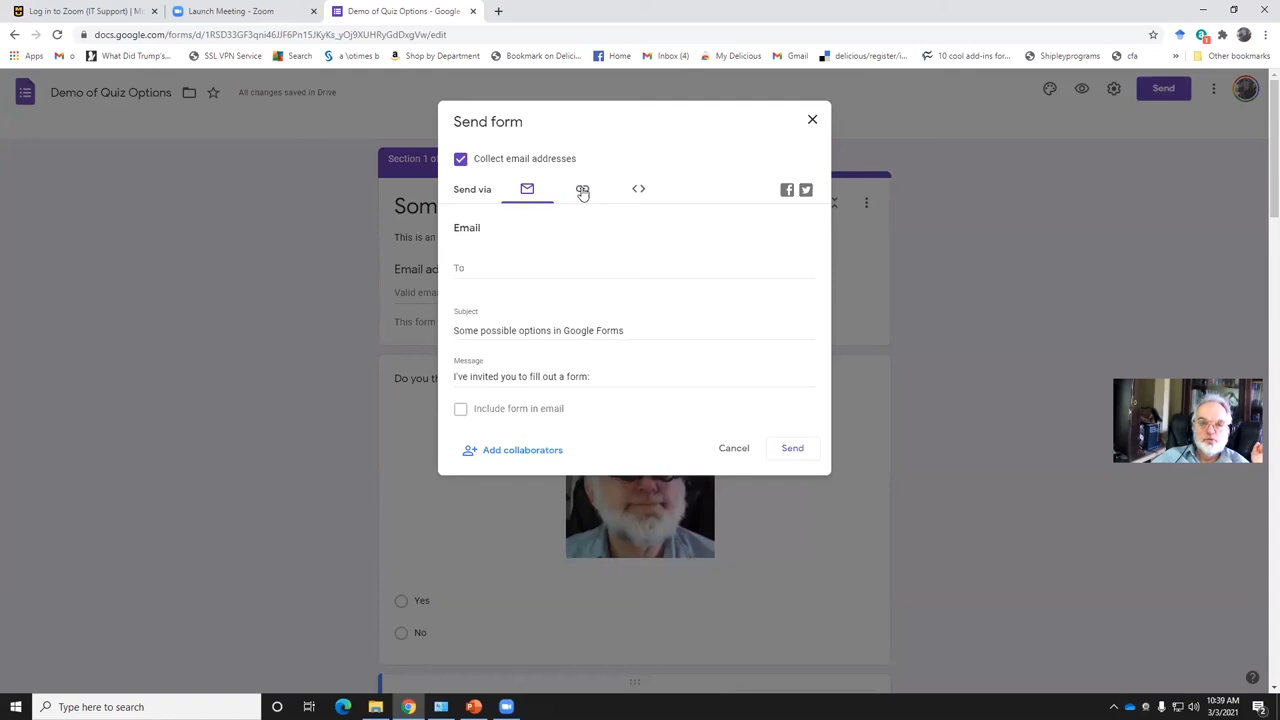 Log in to Zoom (IT Support) | Mi
Launch Meeting - Zoom
Demo of Quiz Options
docs.google.com/forms/d/1RSD33GF3qni46JJF6Pn15JKyKs_yOj9XUHRyGdDxgVw/edit
Apps
o
What Did Trump's...
SSL VPN Service
Search
a \otimes b
Shop by Department
Bookmark on Delici...
Home
Inbox (4)
My Delicious
Gmail
delicious/register/i...
10 cool add-ins for...
Shipleyprograms
cfa
»
Other bookmarks
Demo of Quiz Options
All changes saved in Drive
Send
Send form
Collect email addresses
Send via
Section 1 of
Som
This is an
Email ad
Valid emai
This form
Email
To
Subject
Some possible options in Google Forms
Message
I've invited you to fill out a form:
Include form in email
Add collaborators
Cancel
Send
Do you th
Yes
No
Type here to search
10:39 AM
3/3/2021
2